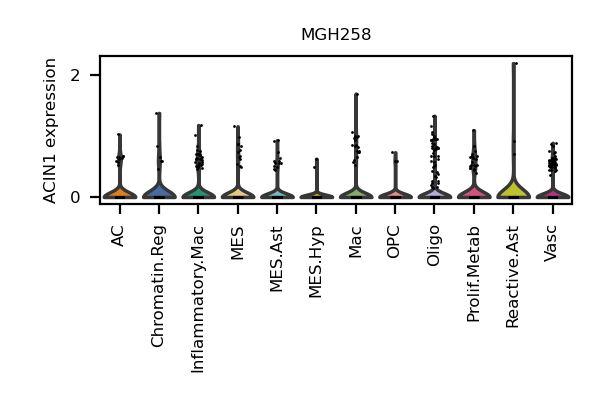 MGH258
ACIN1 expression
2
0
AC
Chromatin.Reg
Inflammatory.Mac
MES
MES.Ast
MES.Hyp
Mac
OPC
Oligo
Prolif.Metab
Reactive.Ast
Vasc